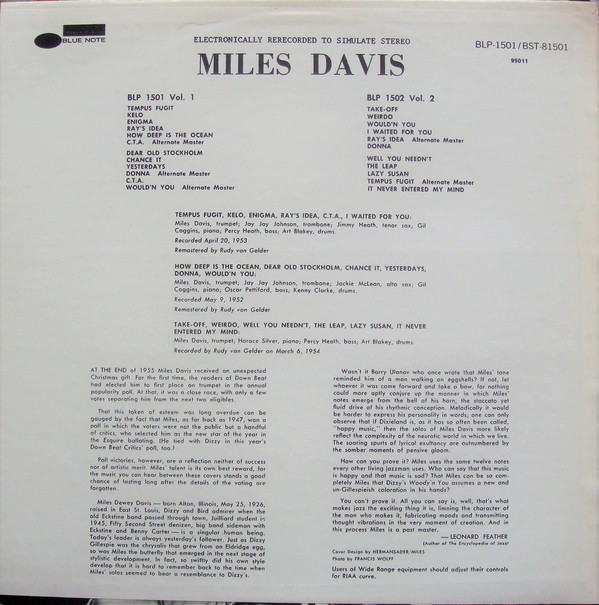 BLUE NOTE
ELECTRONICALLY RERECORDED TO SIMULATE STEREO
BLP-1501/BST-81501
95011
MILES DAVIS
BLP 1501 Vol. 1
TEMPUS FUGIT
KELO
ENIGMA
RAY'S IDEA
HOW DEEP IS THE OCEAN
C.T.A. Alternate Master
DEAR OLD STOCKHOLM
CHANCE IT
YESTERDAYS
DONNA Alternate Master
C.T.A.
WOULD'N YOU Alternate Master
BLP 1502 Vol. 2
TAKE-OFF
WEIRDO
WOULD'N YOU
I WAITED FOR YOU
RAY'S IDEA Alternate Master
DONNA
WELL YOU NEEDN'T
THE LEAP
LAZY SUSAN
TEMPUS FUGIT Alternate Master
IT NEVER ENTERED MY MIND
TEMPUS FUGIT, KELO, ENIGMA, RAY'S IDEA, C.T.A., I WAITED FOR YOU:
Miles Davis, trumpet; Jay Jay Johnson, trombone; Jimmy Heath, tenor sax; Gil
Coggins, piano; Percy Heath, bass; Art Blakey, drums.
Recorded April 20, 1953
Remastered by Rudy van Gelder
HOW DEEP IS THE OCEAN, DEAR OLD STOCKHOLM, CHANCE IT, YESTERDAYS,
DONNA, WOULD'N YOU:
Miles Davis, trumpet; Jay Jay Johnson, trombone; Jackie McLean, alto sax; Gil
Coggins, piano; Oscar Pettiford, bass; Kenny Clarke, drums.
Recorded May 9, 1952
Remastered by Rudy van Gelder
TAKE-OFF, WEIRDO, WELL YOU NEEDN'T, THE LEAP, LAZY SUSAN, IT NEVER
ENTERED MY MIND:
Miles Davis, trumpet; Horace Silver, piano; Percy Heath, bass; Art Blakey, drums.
Recorded by Rudy van Gelder on March 6, 1954
AT THE END of 1955 Miles Davis received an unexpected
Christmas gift. For the first time, the readers of Down Beat
had elected him to first place on trumpet in the annual
popularity poll. At that, it was a close race, with only a few
votes separating him from the next two eligibles.
That this token of esteem was long overdue can be
gauged by the fact that Miles, as far back as 1947, won a
poll in which the voters were not the public but a handful
of critics, who selected him as the new star of the year in
the Esquire balloting. (He tied with Dizzy in this year's
Down Beat Critics' poll, too.)
Poll victories, however, are a reflection neither of success
nor of artistic merit. Miles' talent is its own best reward, for
the music you can hear between these covers stands a good
chance of lasting long after the details of the voting are
forgotten.
Miles Dewey Davis — born Alton, Illinois, May 25, 1926,
raised in East St. Louis, Dizzy and Bird admirer when the
old Eckstine band passed through town, Juilliard student in
1945, Fifty Second Street denizen, big band sideman with
Eckstine and Benny Carter — is a singular human being.
Today's leader is always yesterday's follower. Just as Dizzy
Gillespie was the chrysalis that grew from an Eldridge egg,
so was Miles the butterfly that emerged in the next stage of
stylistic development. In fact, so swiftly did his own style
develop that it is hard to remember back to the time when
Miles' solos seemed to bear a resemblance to Dizzy's.
Wasn't it Barry Ulanov who once wrote that Miles' tone
reminded him of a man walking on eggshells? If not, let
whoever it was come forward and take a bow, for nothing
could more aptly conjure up the manner in which Miles'
notes emerge from the bell of his horn, the staccato yet
fluid drive of his rhythmic conception. Melodically it would
be harder to express his personality in words; one can only
observe that if Dixieland is, as it has so often been called,
"happy music," then the solos of Miles Davis more likely
reflect the complexity of the neurotic world in which we live.
The soaring spurts of lyrical exultancy are outnumbered by
the somber moments of pensive gloom.
How can you prove it? Miles uses the same twelve notes
every other living jazzman uses. Who can say that this music
is happy and that music is sad? That Miles can be so com-
pletely Miles that Dizzy's Woody'n You assumes a new and
un-Gillespieish coloration in his hands?
You can't prove it. All you can say is, well, that's what
makes jazz the exciting thing it is, limning the character of
the man who makes it, fabricating moods and transmitting
thought vibrations in the very moment of creation. And in
this process Miles is a past master.
— LEONARD FEATHER
(Author of The Encyclopedia of Jazz)
Cover Design by HERMANSADER/MILES
Photo by FRANCIS WOLFF
Users of Wide Range equipment should adjust their controls
for RIAA curve.